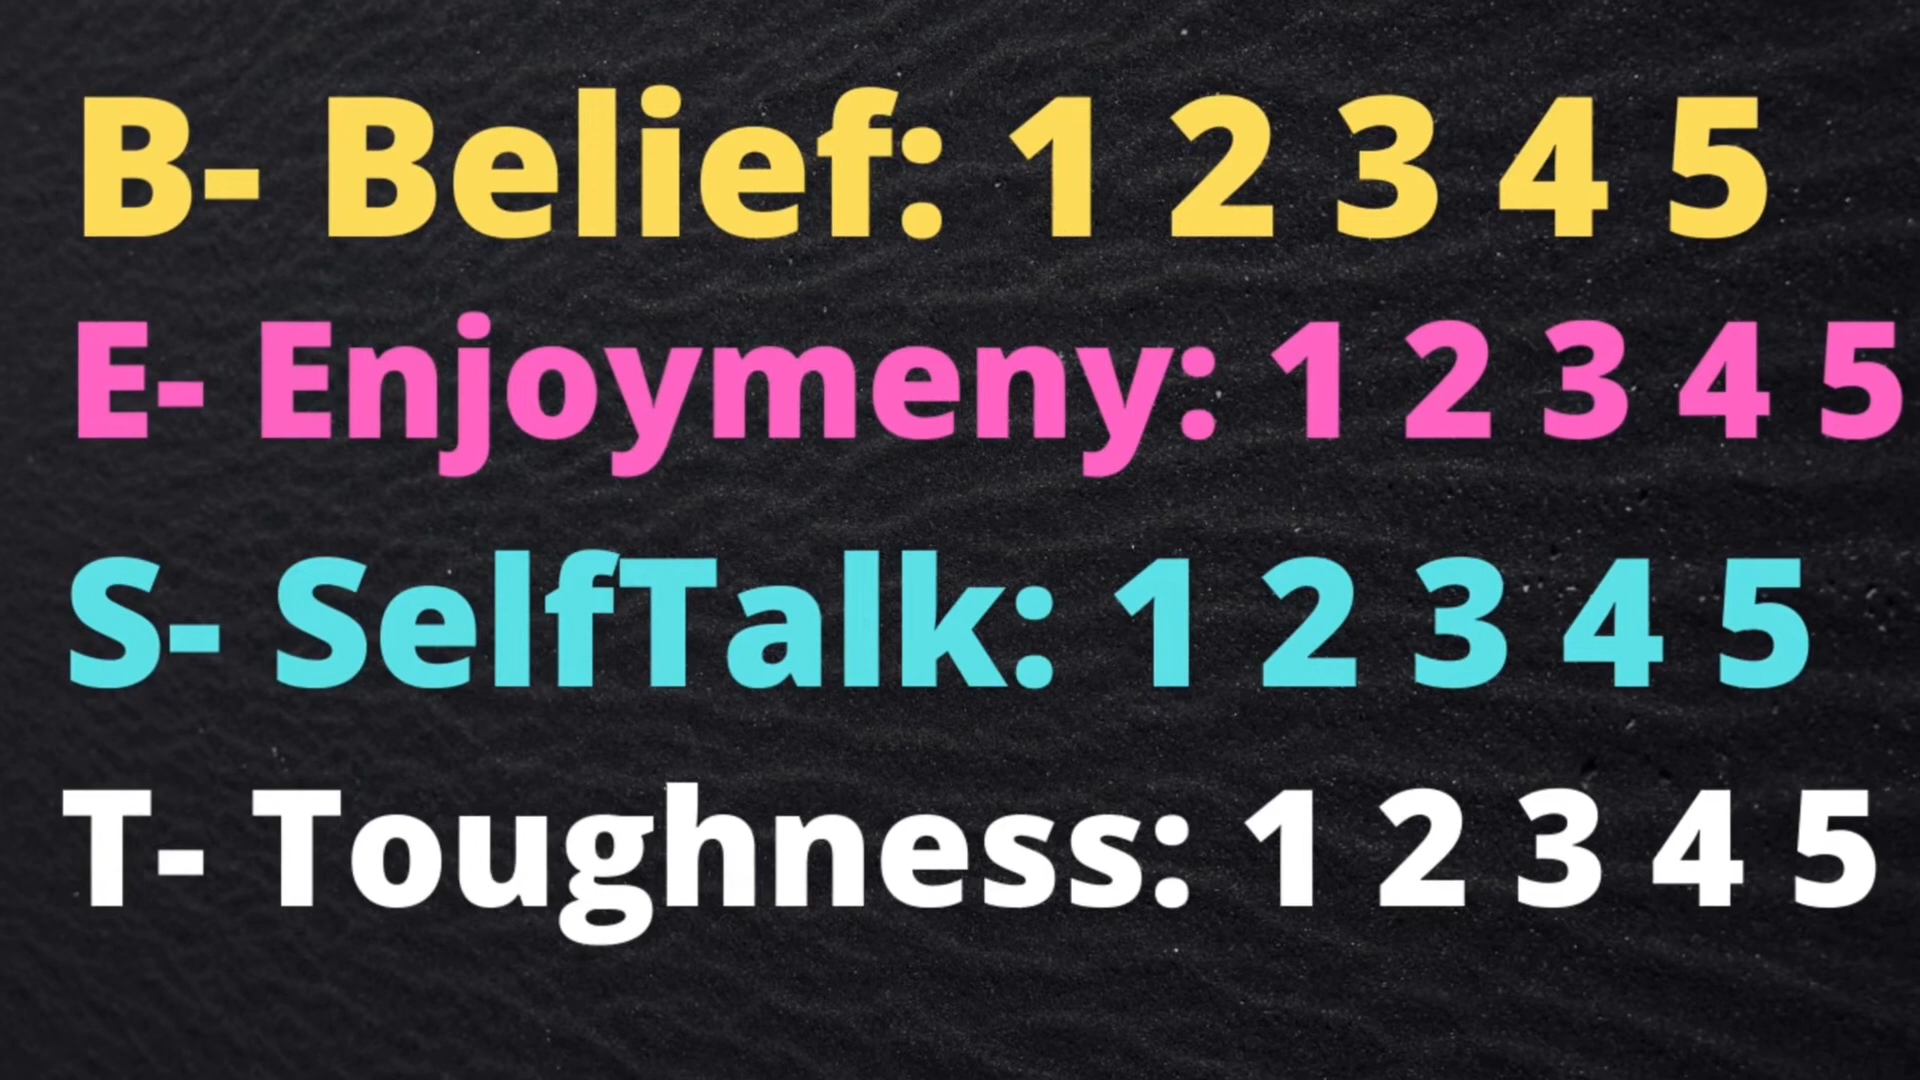 B- Belief: 1 2 3 4 5
E- Enjoymeny: 1 2 3 4 5
S- SelfTalk: 1 2 3 4 5
T- Toughness: 1 2 3 4 5